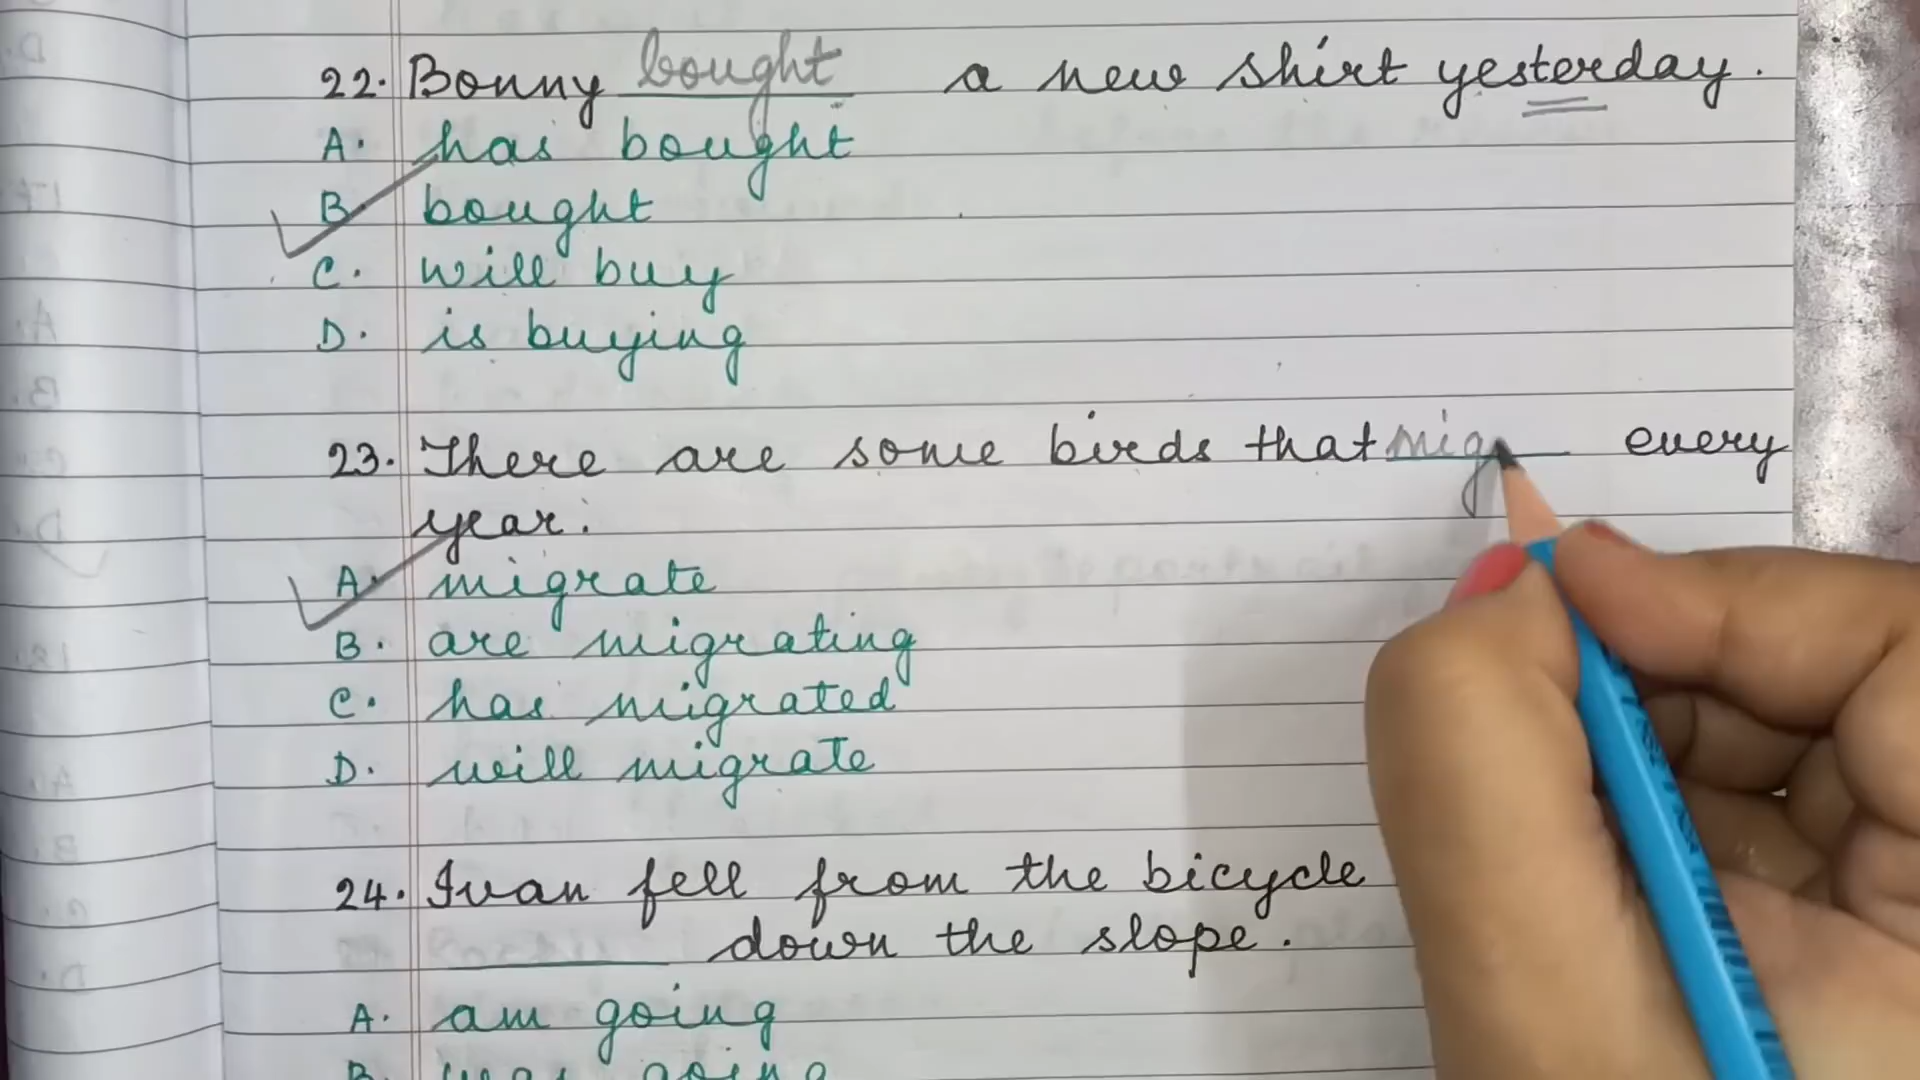 22. Bonny bought a new shirt yesterday.
A. has bought
B. bought
C. will buy
D. is buying
23. There are some birds that mig every
year.
A. migrate
B. are migrating
C. has migrated
D. will migrate
24. Ivan fell from the bicycle
down the slope.
A. am going
B. was going